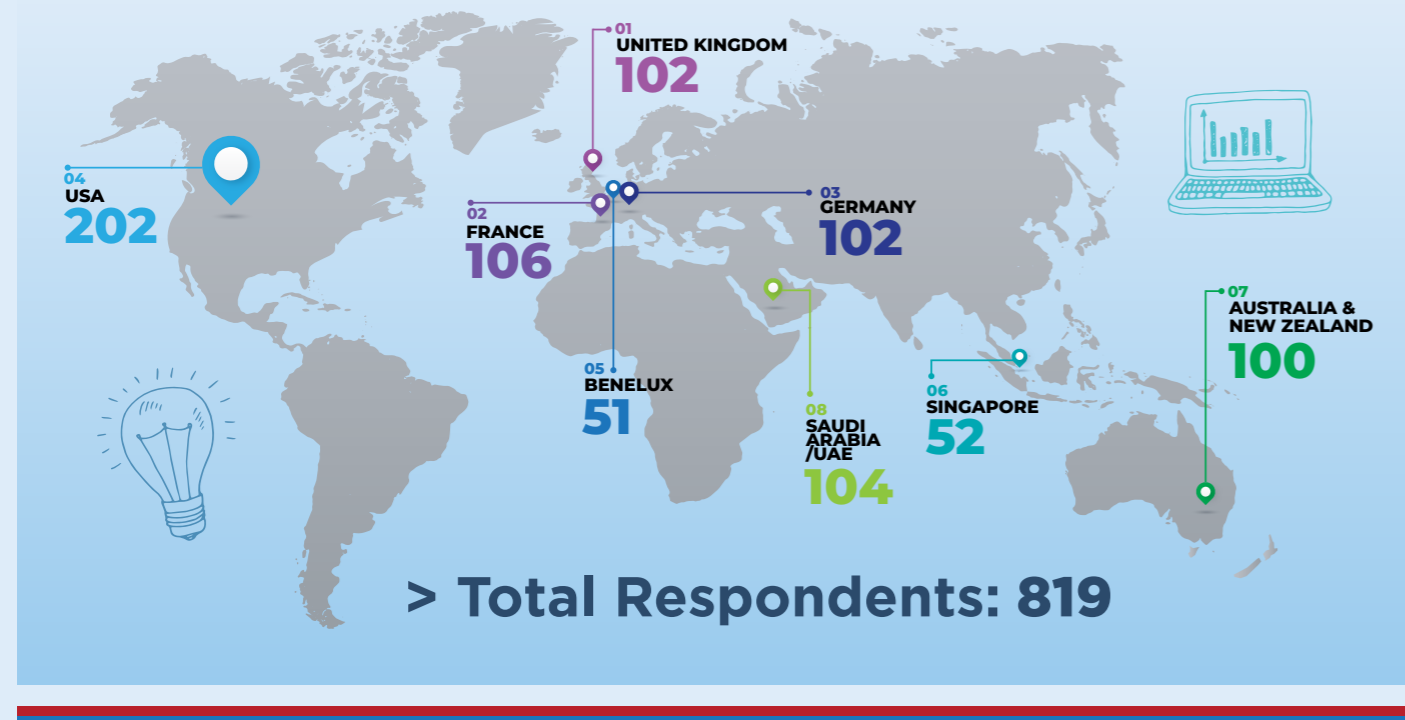 01
UNITED KINGDOM
102
04
USA
202
02
FRANCE
106
03
GERMANY
102
07
AUSTRALIA &
NEW ZEALAND
100
05
BENELUX
51
06
SINGAPORE
52
08
SAUDI
ARABIA
/UAE
104
> Total Respondents: 819